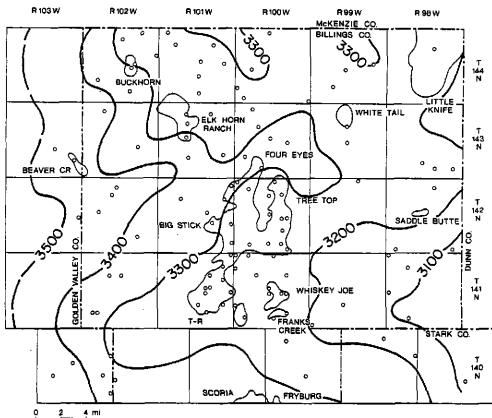 R 103 W R 102 W R 101 W R 100 W R 99 W R 98 W
McKENZIE CO.
BILLINGS CO.
3300
3300
T 144 N
BUCKHORN
LITTLE KNIFE
ELK HORN RANCH
WHITE TAIL
T 143 N
FOUR EYES
BEAVER CR
TREE TOP
T 142 N
BIG STICK
SADDLE BUTTE
3500
3400
3300
3200
3100
GOLDEN VALLEY CO.
DUNN CO.
WHISKEY JOE
T 141 N
T-R
FRANKS CREEK
STARK CO.
T 140 N
SCORIA
FRYBURG
0 2 4 mi